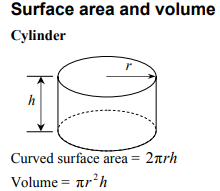 Surface area and volume
Cylinder
r
h
Curved surface area = 2πrh
Volume = πr²h